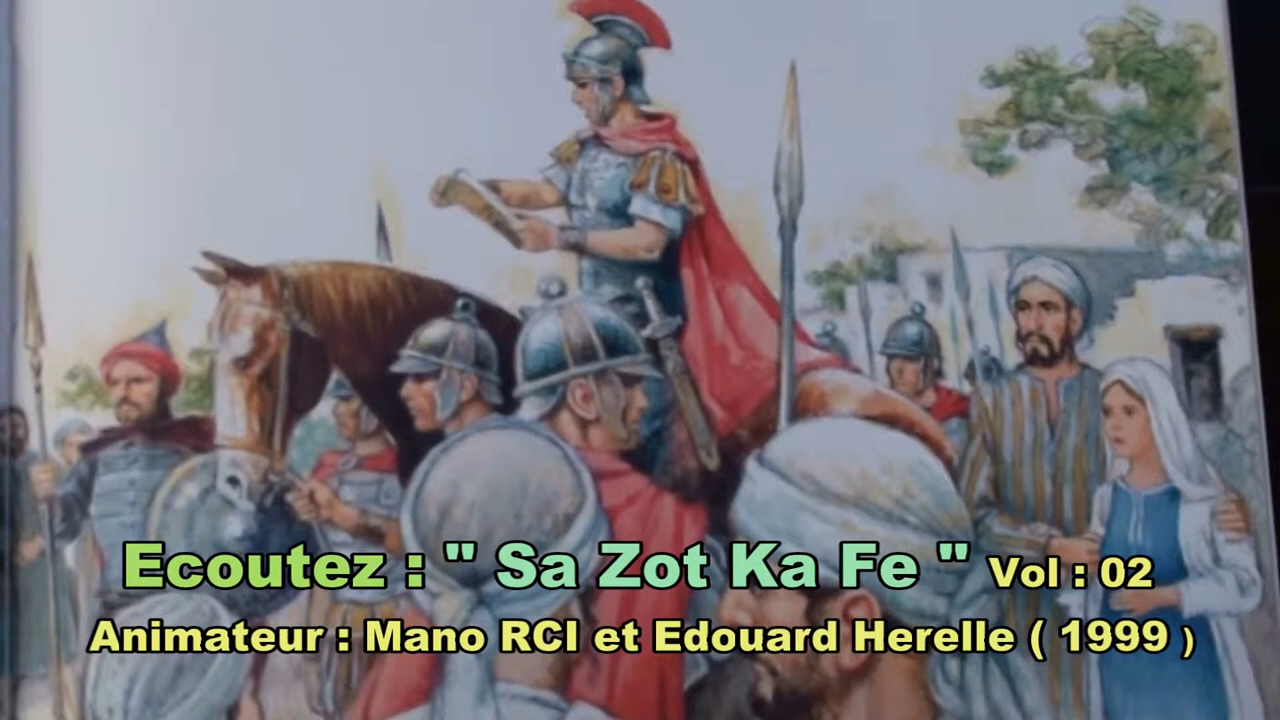 Ecoutez : " Sa Zot Ka Fe " Vol : 02
Animateur : Mano RCI et Edouard Herelle ( 1999 )